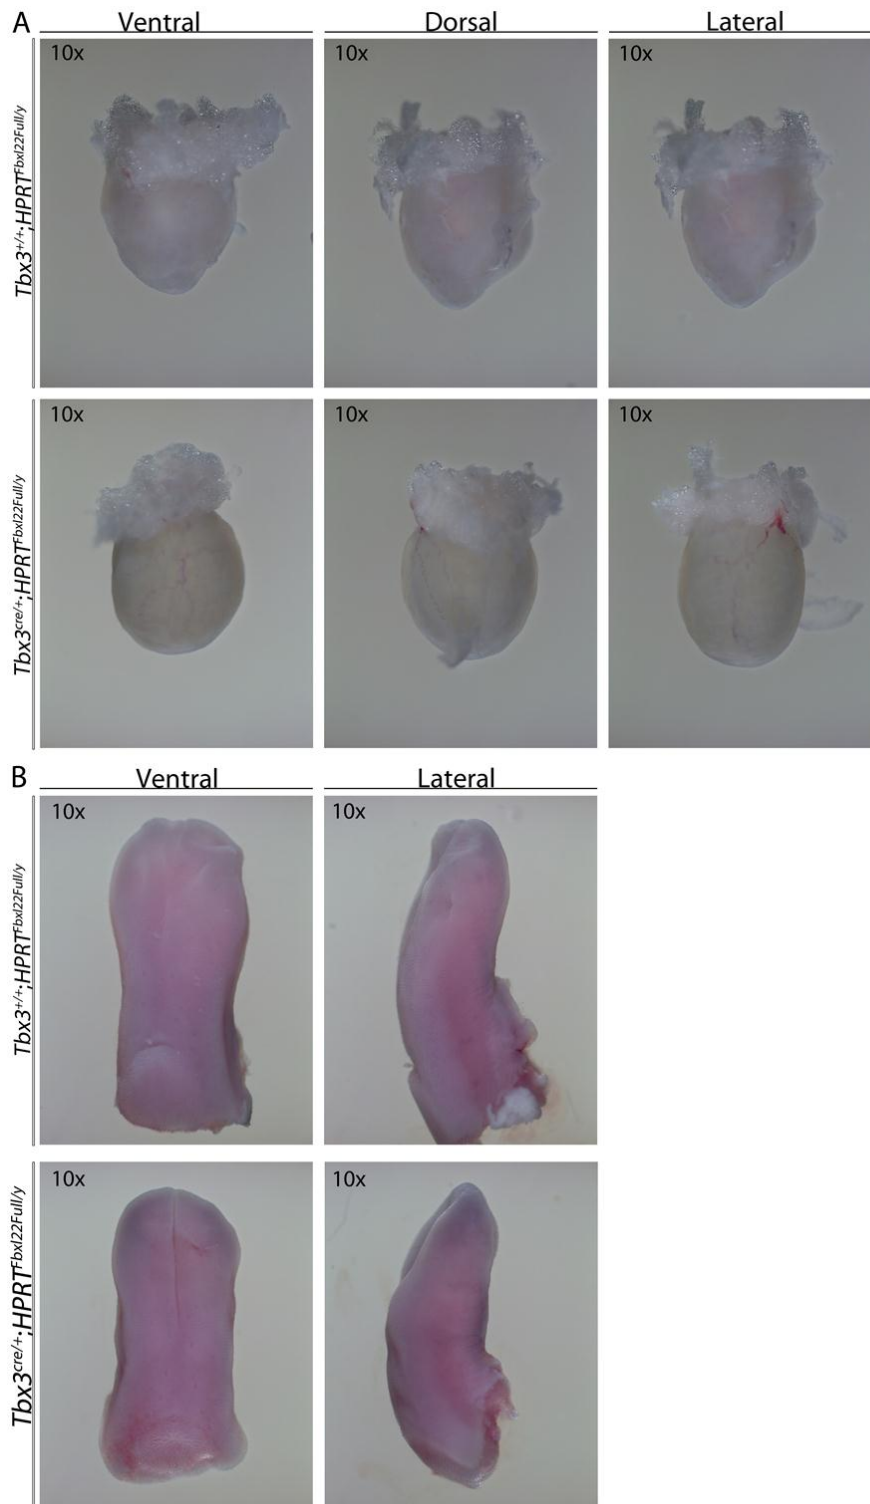 A
Ventral
Dorsal
Lateral
Tbx3+/+;HPRTFbxl22Full/y
10x
10x
10x
Tbx3cre/+;HPRTFbxl22Full/y
10x
10x
10x
B
Ventral
Lateral
Tbx3+/+;HPRTFbxl22Full/y
10x
10x
Tbx3cre/+;HPRTFbxl22Full/y
10x
10x